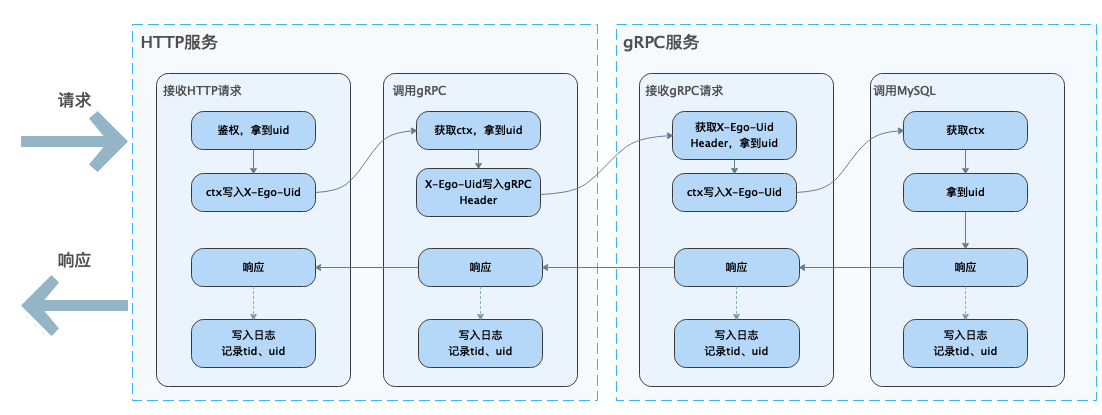 HTTP服务
gRPC服务
请求
响应
接收HTTP请求
鉴权，拿到uid
ctx写入X-Ego-Uid
响应
写入日志
记录tid、uid
调用gRPC
获取ctx，拿到uid
X-Ego-Uid写入gRPC
Header
响应
写入日志
记录tid、uid
接收gRPC请求
获取X-Ego-Uid
Header，拿到uid
ctx写入X-Ego-Uid
响应
写入日志
记录tid、uid
调用MySQL
获取ctx
拿到uid
响应
写入日志
记录tid、uid